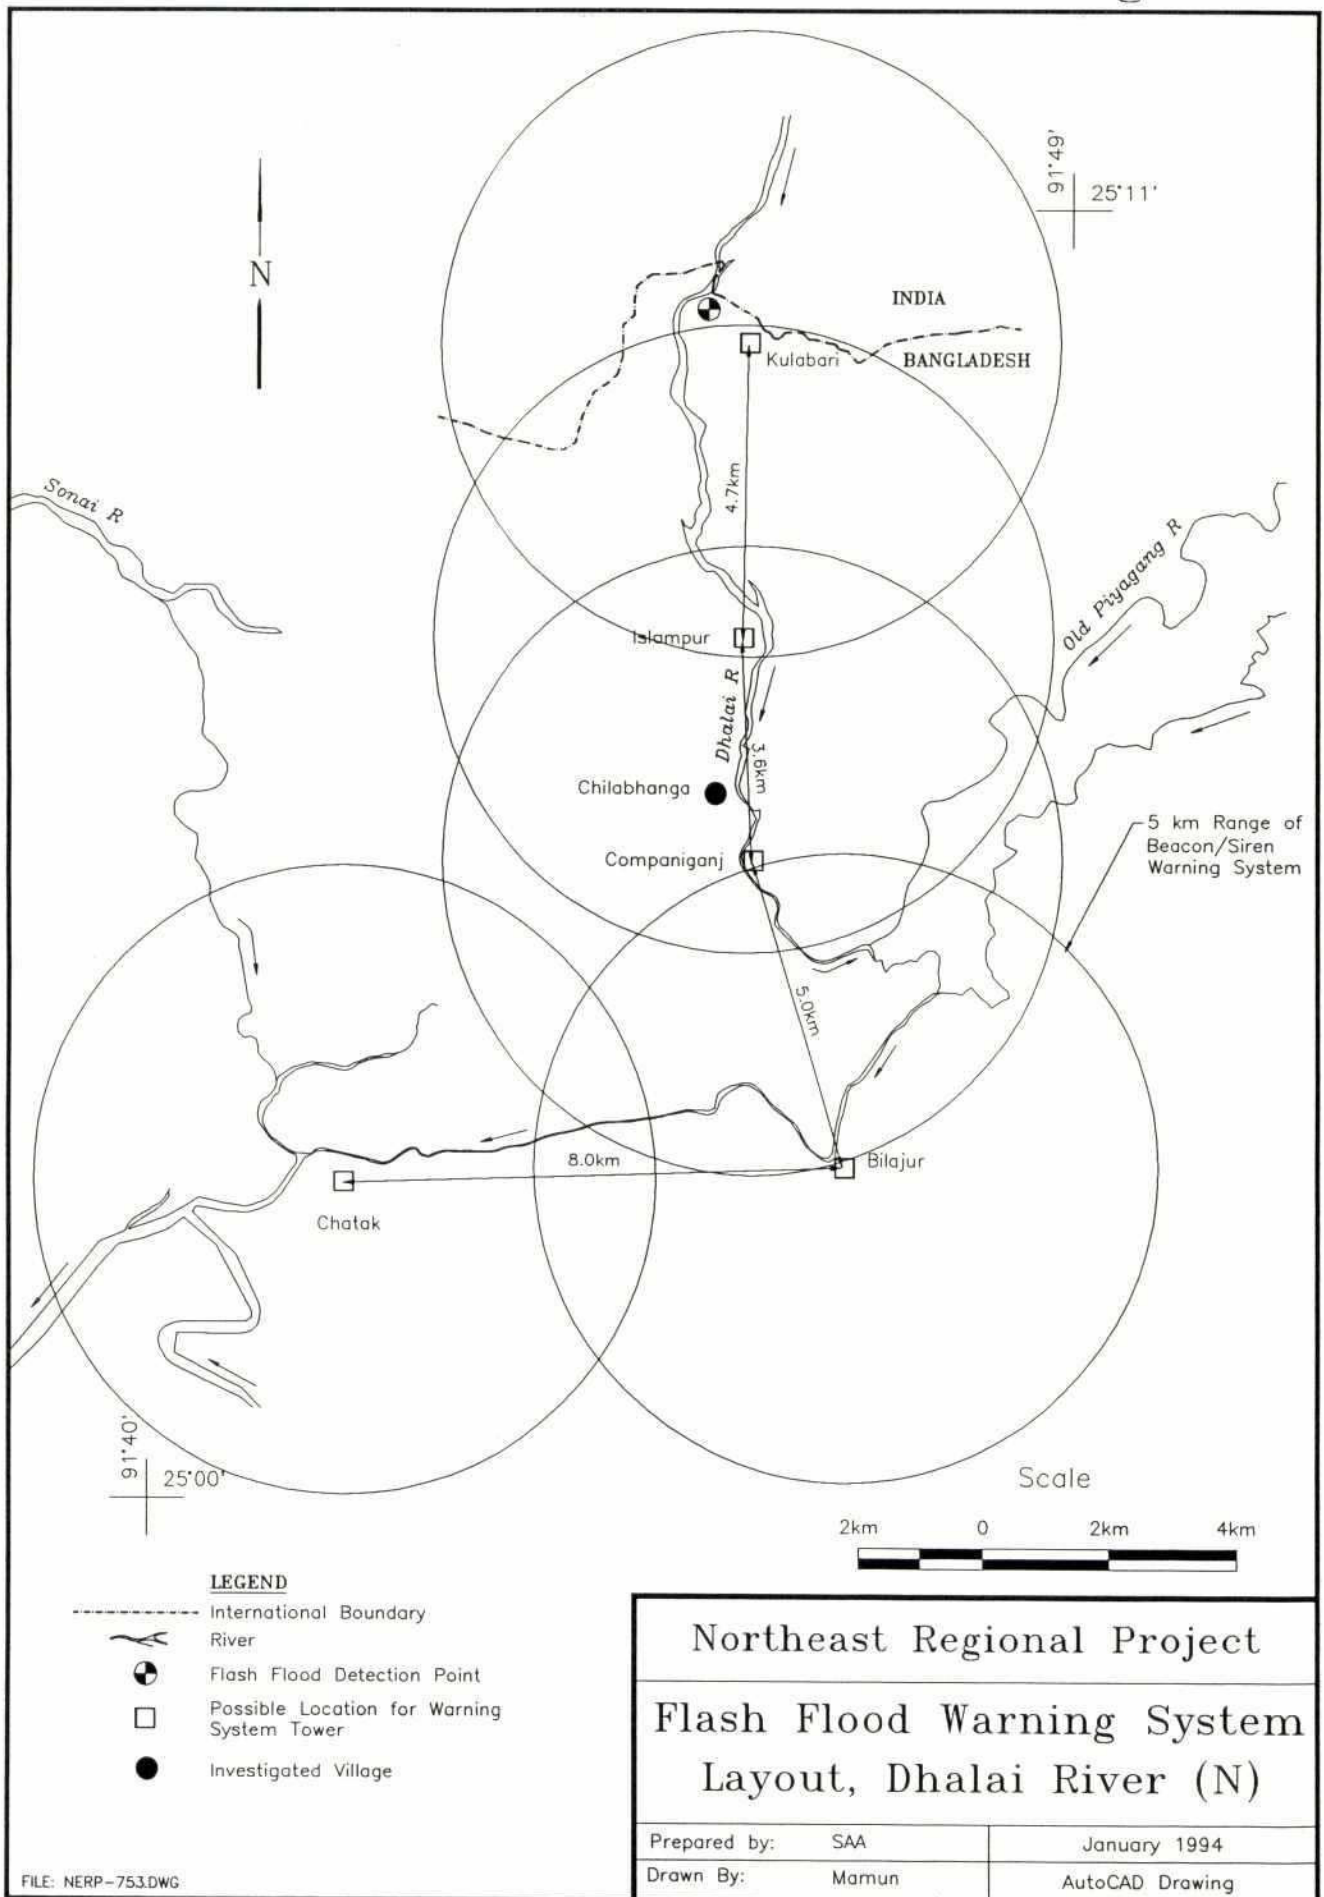 91°49'
25°11'
N
INDIA
BANGLADESH
Kulabari
4.7km
Sonai R
Old Piyagang R
Islampur
Dhalai R
3.6km
Chilabhanga
Companiganj
5 km Range of
Beacon/Siren
Warning System
5.0km
8.0km
Bilajur
Chatak
91°40'
25°00'
Scale
2km 0 2km 4km
LEGEND
International Boundary
River
Flash Flood Detection Point
Possible Location for Warning
System Tower
Investigated Village
Northeast Regional Project
Flash Flood Warning System
Layout, Dhalai River (N)
Prepared by: SAA January 1994
Drawn By: Mamun AutoCAD Drawing
FILE: NERP-753.DWG